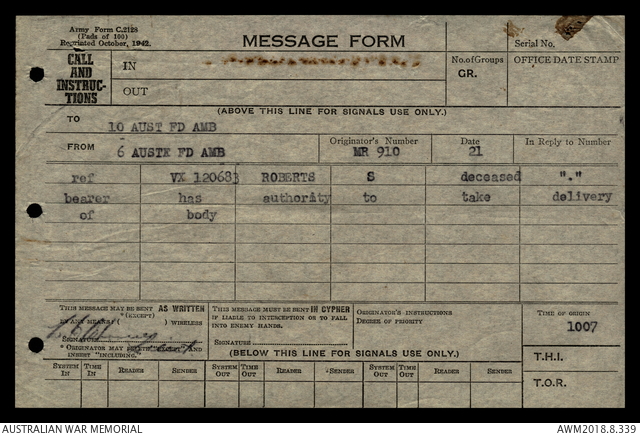 Army Form C.2128
(Pads of 100)
Reprinted October, 1942.
MESSAGE FORM
Serial No.
CALL AND INSTRUC-TIONS
IN
No. of Groups
GR.
OFFICE DATE STAMP
OUT
(ABOVE THIS LINE FOR SIGNALS USE ONLY.)
TO
10 AUST FD AMB
FROM
6 AUSTK FD AMB
Originator's Number
MR 910
Date
21
In Reply to Number
ref VX 120683 ROBERTS S deceased "."
bearer has authority to take delivery
of body
THIS MESSAGE MAY BE SENT AS WRITTEN
(EXCEPT)
BY ANY MEANS ( ) WIRELESS
SIGNATURE
* ORIGINATOR MAY "EXCEPT" AND
INSERT "INCLUDING."
THIS MESSAGE MUST BE SENT IN CYPHER
IF LIABLE TO INTERCEPTION OR TO FALL
INTO ENEMY HANDS.
SIGNATURE
ORIGINATOR'S INSTRUCTIONS
DEGREE OF PRIORITY
TIME OF ORIGIN
1007
(BELOW THIS LINE FOR SIGNALS USE ONLY.)
T.H.I.
SYSTEM IN TIME IN READER SENDER SYSTEM OUT TIME OUT READER SENDER SYSTEM OUT TIME OUT READER SENDER
T.O.R.
AUSTRALIAN WAR MEMORIAL
AWM2018.8.339